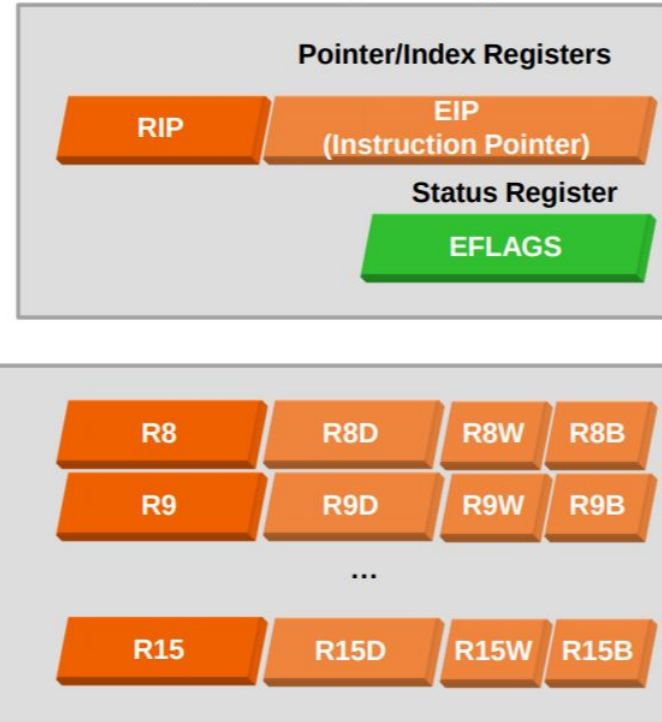 Pointer/Index Registers
RIP
EIP
(Instruction Pointer)
Status Register
EFLAGS
R8 R8D R8W R8B
R9 R9D R9W R9B
...
R15 R15D R15W R15B